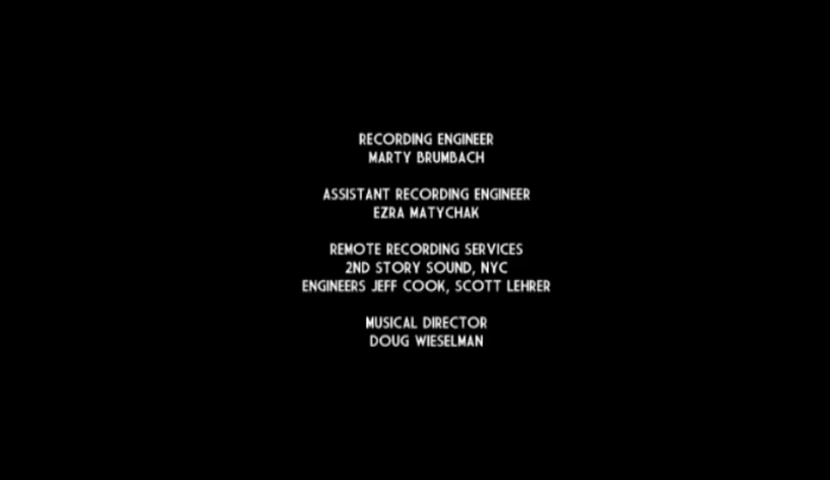 RECORDING ENGINEER
MARTY BRUMBACH
ASSISTANT RECORDING ENGINEER
EZRA MATYCHAK
REMOTE RECORDING SERVICES
2ND STORY SOUND, NYC
ENGINEERS JEFF COOK, SCOTT LEHRER
MUSICAL DIRECTOR
DOUG WIESELMAN